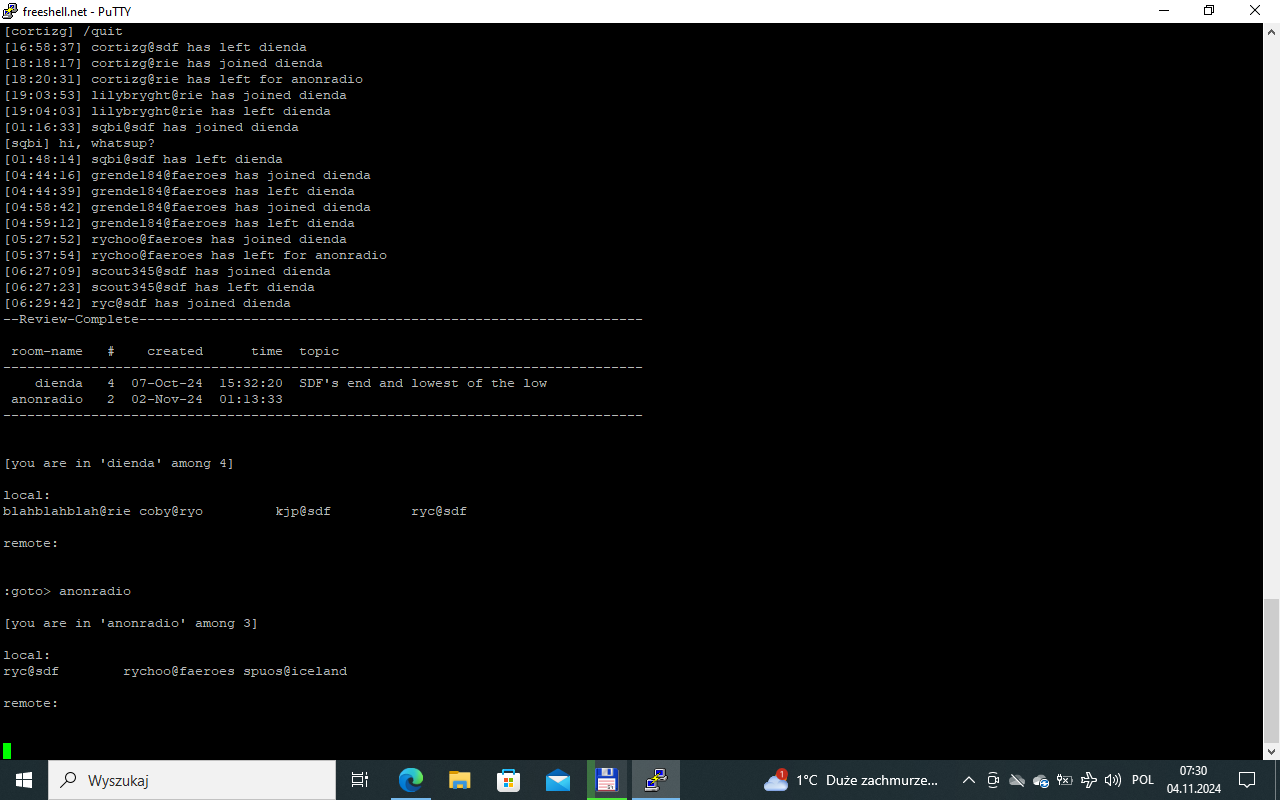 freeshell.net - PuTTY
[cortizg] /quit
[16:58:37] cortizg@sdf has left dienda
[18:18:17] cortizg@rie has joined dienda
[18:20:31] cortizg@rie has left for anonradio
[19:03:53] lilybryght@rie has joined dienda
[19:04:03] lilybryght@rie has left dienda
[01:16:33] sqbi@sdf has joined dienda
[sqbi] hi, whatsup?
[01:48:14] sqbi@sdf has left dienda
[04:44:16] grendel84@faeroes has joined dienda
[04:44:39] grendel84@faeroes has left dienda
[04:58:42] grendel84@faeroes has joined dienda
[04:59:12] grendel84@faeroes has left dienda
[05:27:52] rychoo@faeroes has joined dienda
[05:37:54] rychoo@faeroes has left for anonradio
[06:27:09] scout345@sdf has joined dienda
[06:27:23] scout345@sdf has left dienda
[06:29:42] ryc@sdf has joined dienda
--Review-Complete---------------------------------------------------------------
room-name # created time topic
--------------------------------------------------------------------------------
dienda 4 07-Oct-24 15:32:20 SDF's end and lowest of the low
anonradio 2 02-Nov-24 01:13:33
--------------------------------------------------------------------------------
[you are in 'dienda' among 4]
local:
blahblahblah@rie coby@ryo kjp@sdf ryc@sdf
remote:
:goto> anonradio
[you are in 'anonradio' among 3]
local:
ryc@sdf rychoo@faeroes spuos@iceland
remote:
Wyszukaj
1
1°C Duże zachmurze...
POL
07:30
04.11.2024